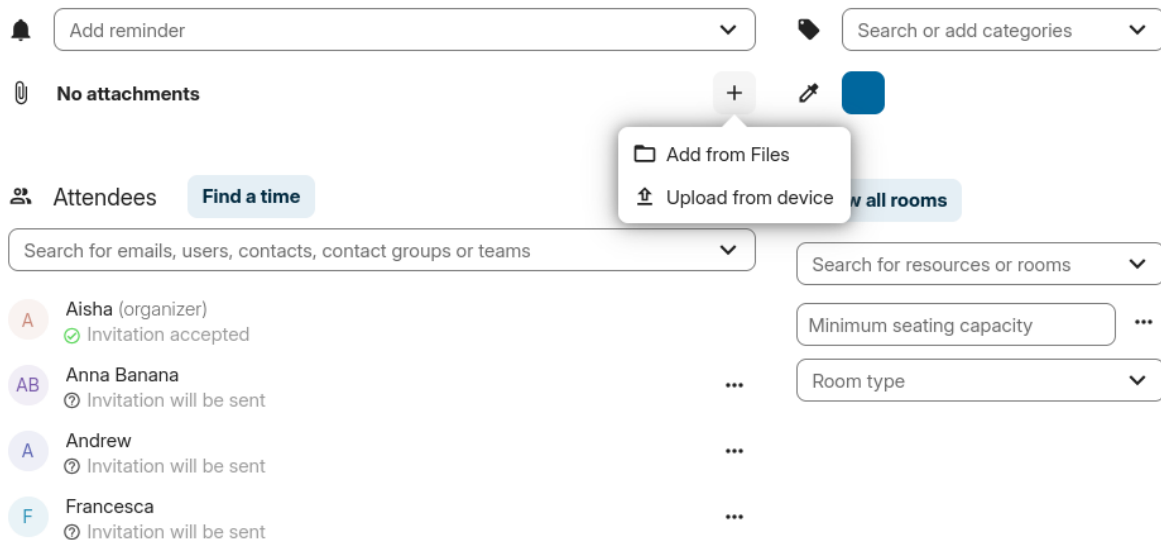 Add reminder
Search or add categories
No attachments
Add from Files
Upload from device
Attendees
Find a time
all rooms
Search for emails, users, contacts, contact groups or teams
Search for resources or rooms
A
Aisha (organizer)
Invitation accepted
Minimum seating capacity
AB
Anna Banana
Invitation will be sent
Room type
A
Andrew
Invitation will be sent
F
Francesca
Invitation will be sent